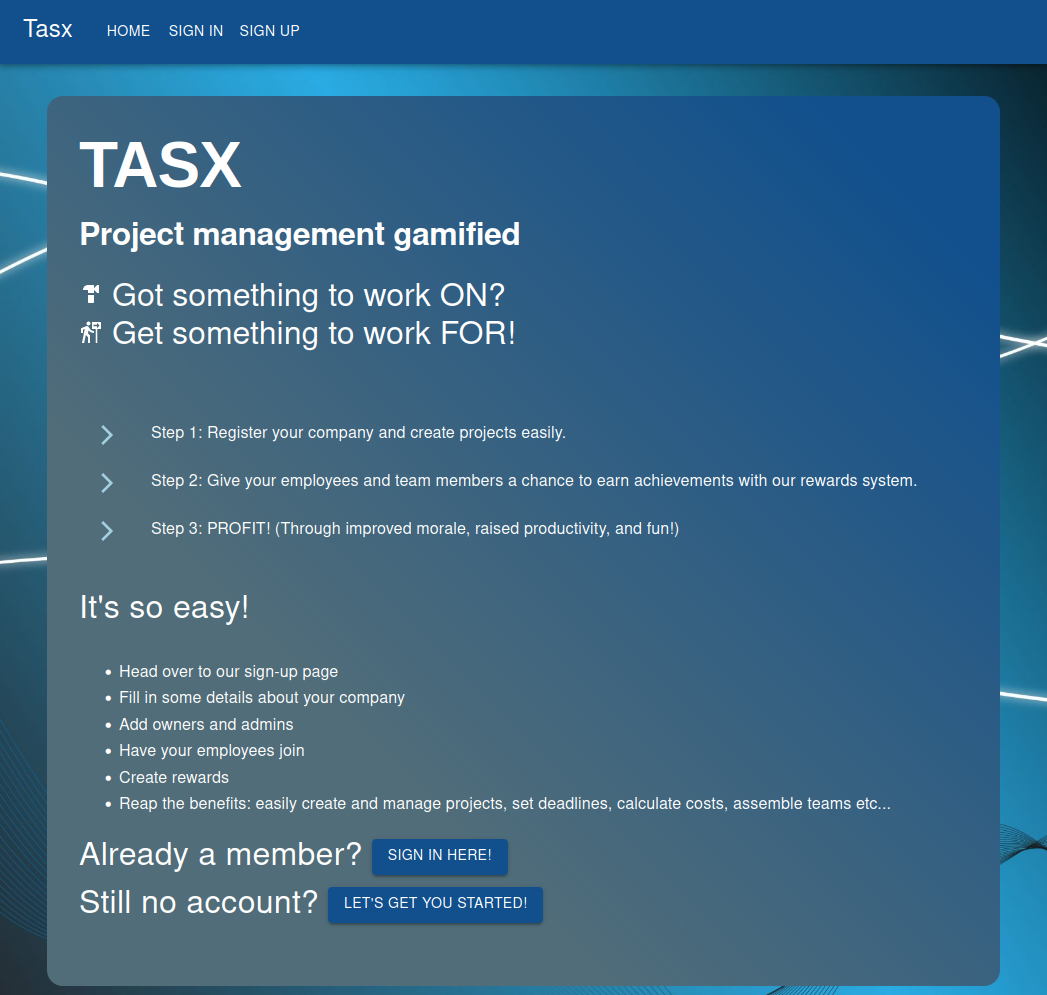 Tasx HOME SIGN IN SIGN UP
TASX
Project management gamified
Got something to work ON?
Get something to work FOR!
Step 1: Register your company and create projects easily.
Step 2: Give your employees and team members a chance to earn achievements with our rewards system.
Step 3: PROFIT! (Through improved morale, raised productivity, and fun!)
It's so easy!
• Head over to our sign-up page
• Fill in some details about your company
• Add owners and admins
• Have your employees join
• Create rewards
• Reap the benefits: easily create and manage projects, set deadlines, calculate costs, assemble teams etc...
Already a member? SIGN IN HERE!
Still no account? LET'S GET YOU STARTED!